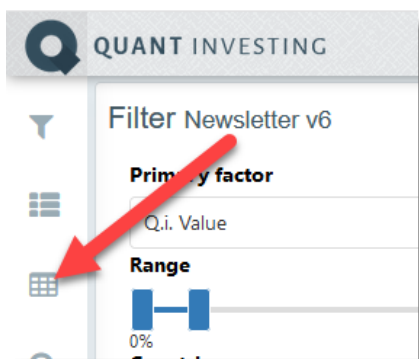 QUANT INVESTING
Filter Newsletter v6
Primary factor
Q.i. Value
Range
0%